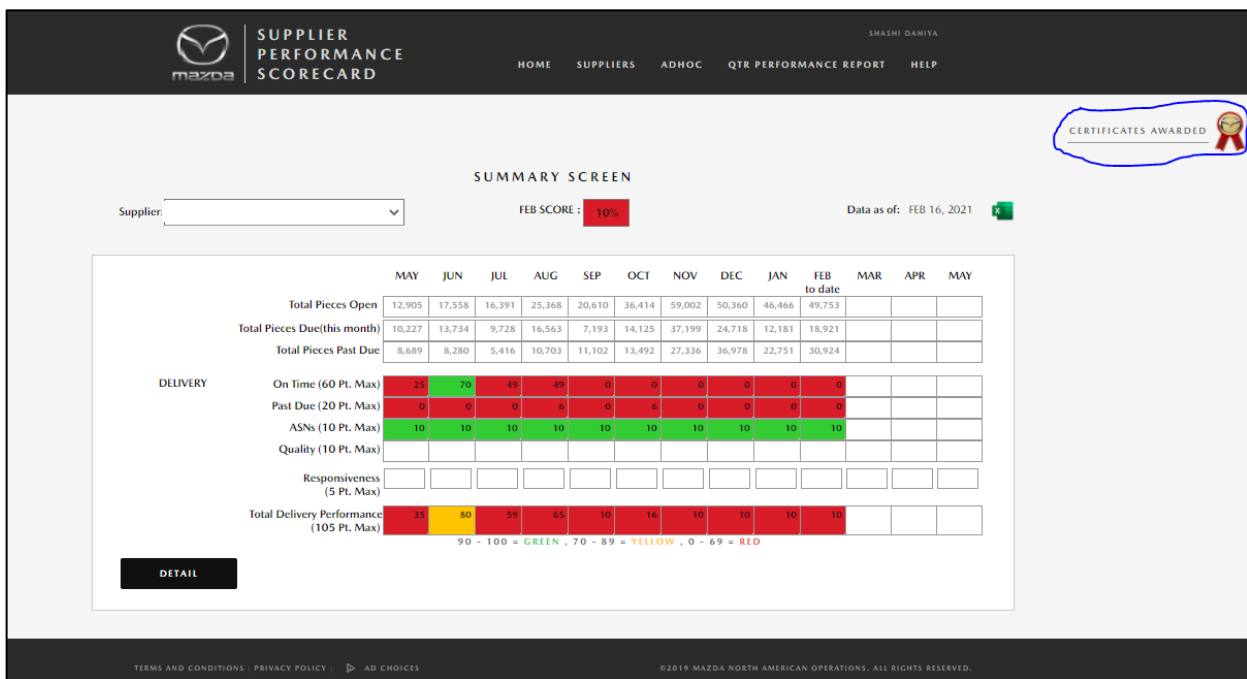 SUPPLIER
PERFORMANCE
SCORECARD
mazda
SHASHI DAHIYA
HOME SUPPLIERS ADHOC QTR PERFORMANCE REPORT HELP
CERTIFICATES AWARDED
SUMMARY SCREEN
Supplier: FEB SCORE : 10% Data as of: FEB 16, 2021
MAY JUN JUL AUG SEP OCT NOV DEC JAN FEB to date MAR APR MAY
Total Pieces Open 12,905 17,558 16,391 25,368 20,610 36,414 59,002 50,360 46,466 49,753
Total Pieces Due(this month) 10,227 13,734 9,728 16,563 7,193 14,125 37,199 24,718 12,181 18,921
Total Pieces Past Due 8,689 8,280 5,416 10,703 11,102 13,492 27,336 36,978 22,751 30,924
DELIVERY On Time (60 Pt. Max) 25 70 49 49 0 0 0 0 0 0
Past Due (20 Pt. Max) 0 0 0 6 0 6 0 0 0 0
ASNs (10 Pt. Max) 10 10 10 10 10 10 10 10 10 10
Quality (10 Pt. Max)
Responsiveness
(5 Pt. Max)
Total Delivery Performance
(105 Pt. Max) 35 80 59 65 10 16 10 10 10 10
90 - 100 = GREEN , 70 - 89 = YELLOW , 0 - 69 = RED
DETAIL
TERMS AND CONDITIONS | PRIVACY POLICY | AD CHOICES ©2019 MAZDA NORTH AMERICAN OPERATIONS. ALL RIGHTS RESERVED.